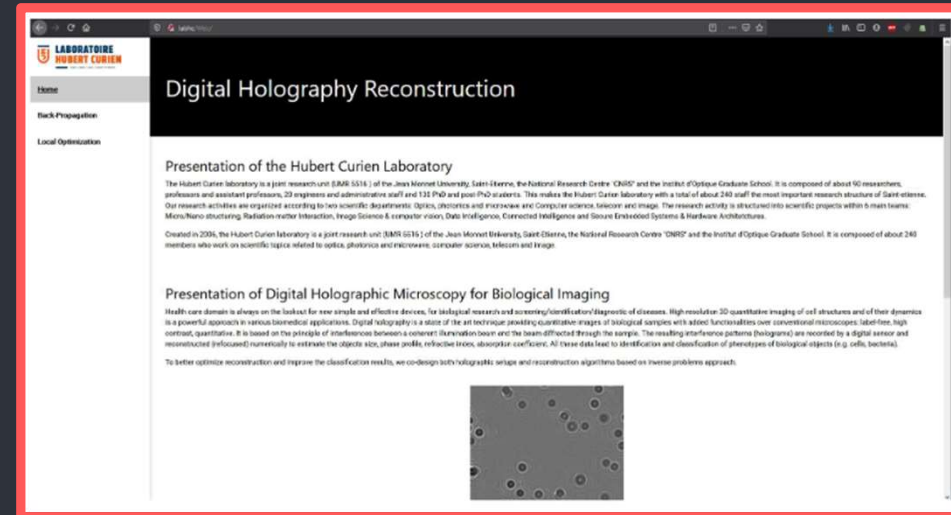 LABORATOIRE
HUBERT CURIEN
Home
Back-Propagation
Local Optimization
Digital Holography Reconstruction
Presentation of the Hubert Curien Laboratory
The Hubert Curien laboratory is a joint research unit (UMR 5516 ) of the Jean Monnet University, Saint-Etienne, the National Research Centre "CNRS" and the Institut d'Optique Graduate School. It is composed of about 90 researchers,
professors and assistant professors, 20 engineers and administrative staff and 130 PhD and post-PhD students. This makes the Hubert Curien laboratory with a total of about 240 staff the most important research structure of Saint-etienne.
Our research activities are organized according to two scientific departments: Optics, photonics and microwave and Computer science, telecom and image. The research activity is structured into scientific projects within 6 main teams:
Micro/Nano structuring, Radiation-matter Interaction, Image Science & computer vision, Data Intelligence, Connected Intelligence and Secure Embedded Systems & Hardware Architectures.
Created in 2006, the Hubert Curien laboratory is a joint research unit (UMR 5516 ) of the Jean Monnet University, Saint-Etienne, the National Research Centre "CNRS" and the Institut d'Optique Graduate School. It is composed of about 240
members who work on scientific topics related to optics, photonics and microwave, computer science, telecom and image.
Presentation of Digital Holographic Microscopy for Biological Imaging
Health care domain is always on the lookout for new simple and effective devices, for biological research and screening/identification/diagnostic of diseases. High resolution 3D quantitative imaging of cell structures and of their dynamics
is a powerful approach in various biomedical applications. Digital holography is a state of the art technique providing quantitative images of biological samples with added functionalities over conventional microscopes: label-free, high
contrast, quantitative. It is based on the principle of interferences between a coherent illumination beam and the beam diffracted through the sample. The resulting interference patterns (holograms) are recorded by a digital sensor and
reconstructed (refocused) numerically to estimate the objects size, phase profile, refractive index, absorption coefficient. All these data lead to identification and classification of phenotypes of biological objects (e.g. cells, bacteria).
To better optimize reconstruction and improve the classification results, we co-design both holographic setups and reconstruction algorithms based on inverse problems approach.